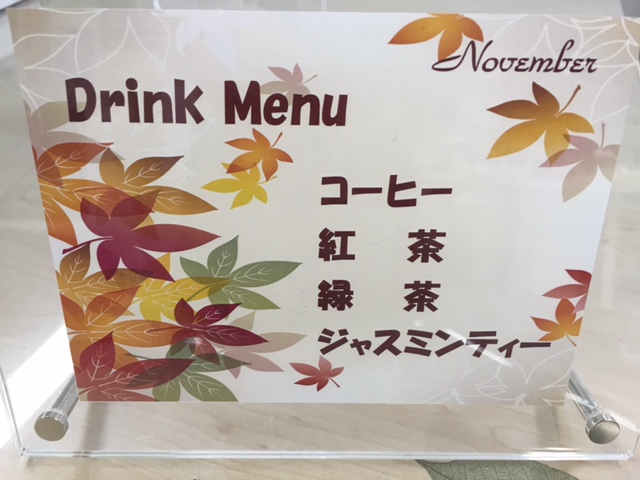 November
Drink Menu
コーヒー
紅　茶
緑　茶
ジャスミンティー